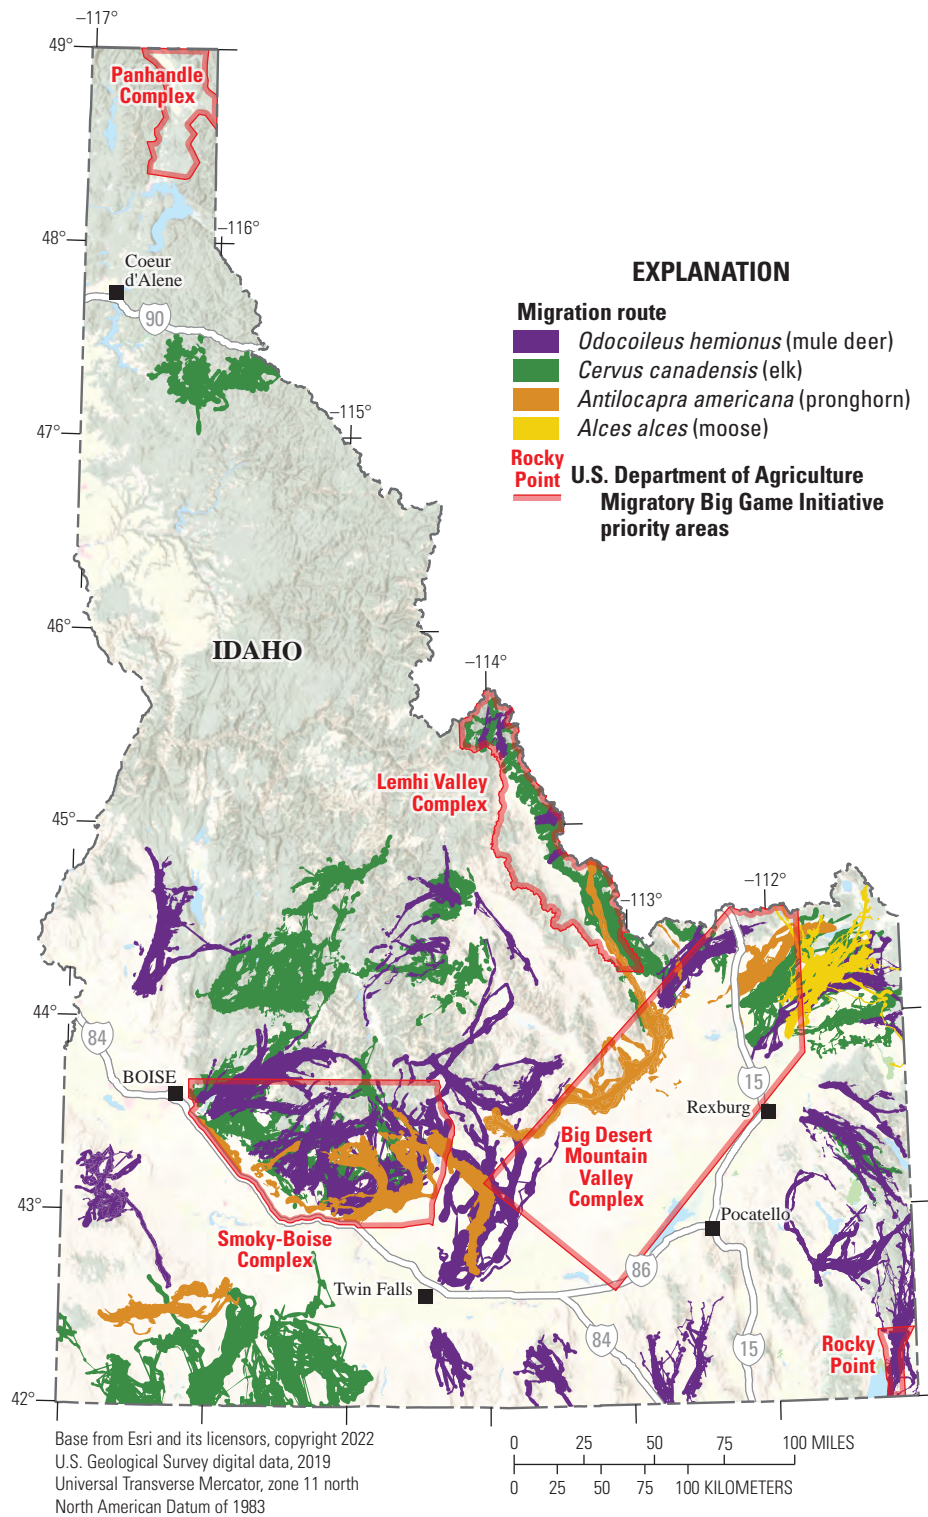 −117°
49°
Panhandle
Complex
48°
−116°
Coeur
d'Alene
90
EXPLANATION
Migration route
Odocoileus hemionus (mule deer)
Cervus canadensis (elk)
Antilocapra americana (pronghorn)
Alces alces (moose)
Rocky
Point
U.S. Department of Agriculture
Migratory Big Game Initiative
priority areas
−115°
47°
46°
IDAHO
−114°
Lemhi Valley
Complex
45°
−113°
−112°
44°
84
BOISE
15
Rexburg
Big Desert
Mountain
Valley
Complex
43°
Pocatello
Smoky-Boise
Complex
86
Twin Falls
84
15
Rocky
Point
42°
Base from Esri and its licensors, copyright 2022
U.S. Geological Survey digital data, 2019
Universal Transverse Mercator, zone 11 north
North American Datum of 1983
0 25 50 75 100 MILES
0 25 50 75 100 KILOMETERS